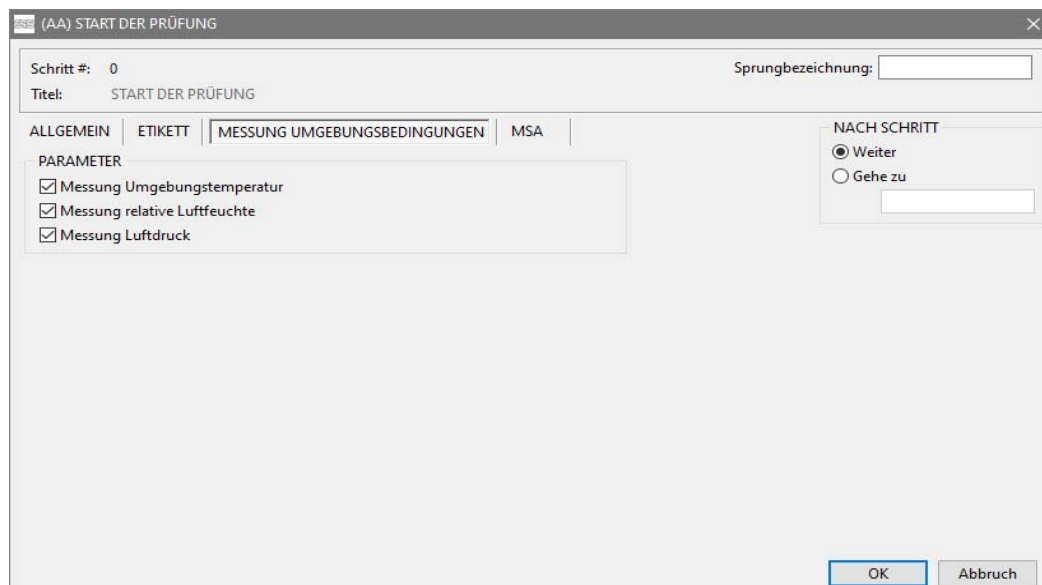 (AA) START DER PRÜFUNG
Schritt #: 0
Sprungbezeichnung:
Titel: START DER PRÜFUNG
ALLGEMEIN ETIKETT MESSUNG UMGEBUNGSBEDINGUNGEN MSA
NACH SCHRITT
Weiter
Gehe zu
PARAMETER
Messung Umgebungstemperatur
Messung relative Luftfeuchte
Messung Luftdruck
OK Abbruch